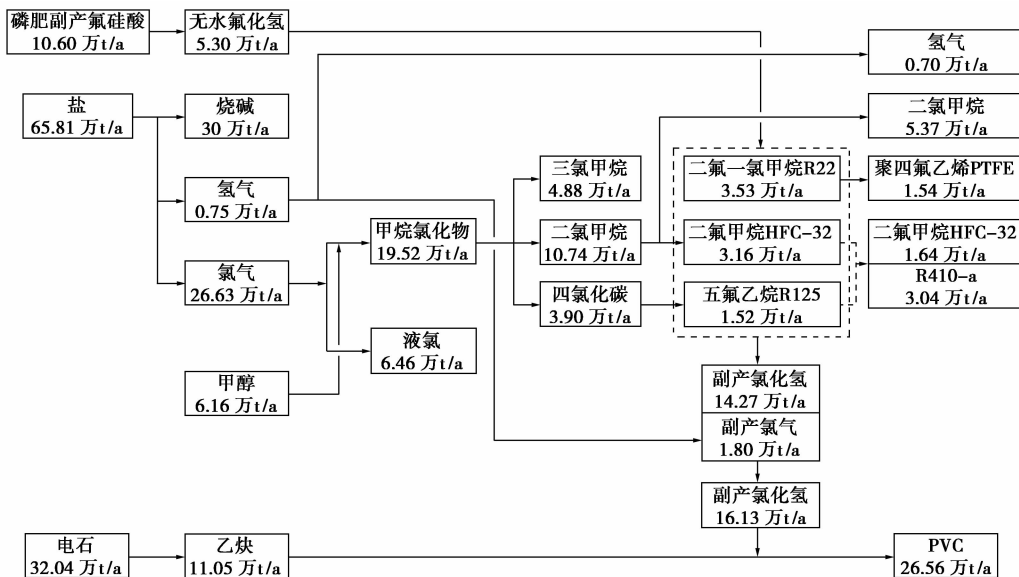 磷肥副产氟硅酸
10.60 万t/a
无水氟化氢
5.30 万t/a
氢气
0.70 万t/a
盐
65.81 万t/a
烧碱
30 万t/a
二氯甲烷
5.37 万t/a
氢气
0.75 万t/a
三氯甲烷
4.88 万t/a
二氟一氯甲烷R22
3.53 万t/a
聚四氟乙烯PTFE
1.54 万t/a
甲烷氯化物
19.52 万t/a
二氯甲烷
10.74 万t/a
二氟甲烷HFC-32
3.16 万t/a
二氟甲烷HFC-32
1.64 万t/a
R410-a
3.04 万t/a
氯气
26.63 万t/a
四氯化碳
3.90 万t/a
五氟乙烷R125
1.52 万t/a
液氯
6.46 万t/a
甲醇
6.16 万t/a
副产氯化氢
14.27 万t/a
副产氯气
1.80 万t/a
副产氯化氢
16.13 万t/a
电石
32.04 万t/a
乙炔
11.05 万t/a
PVC
26.56 万t/a